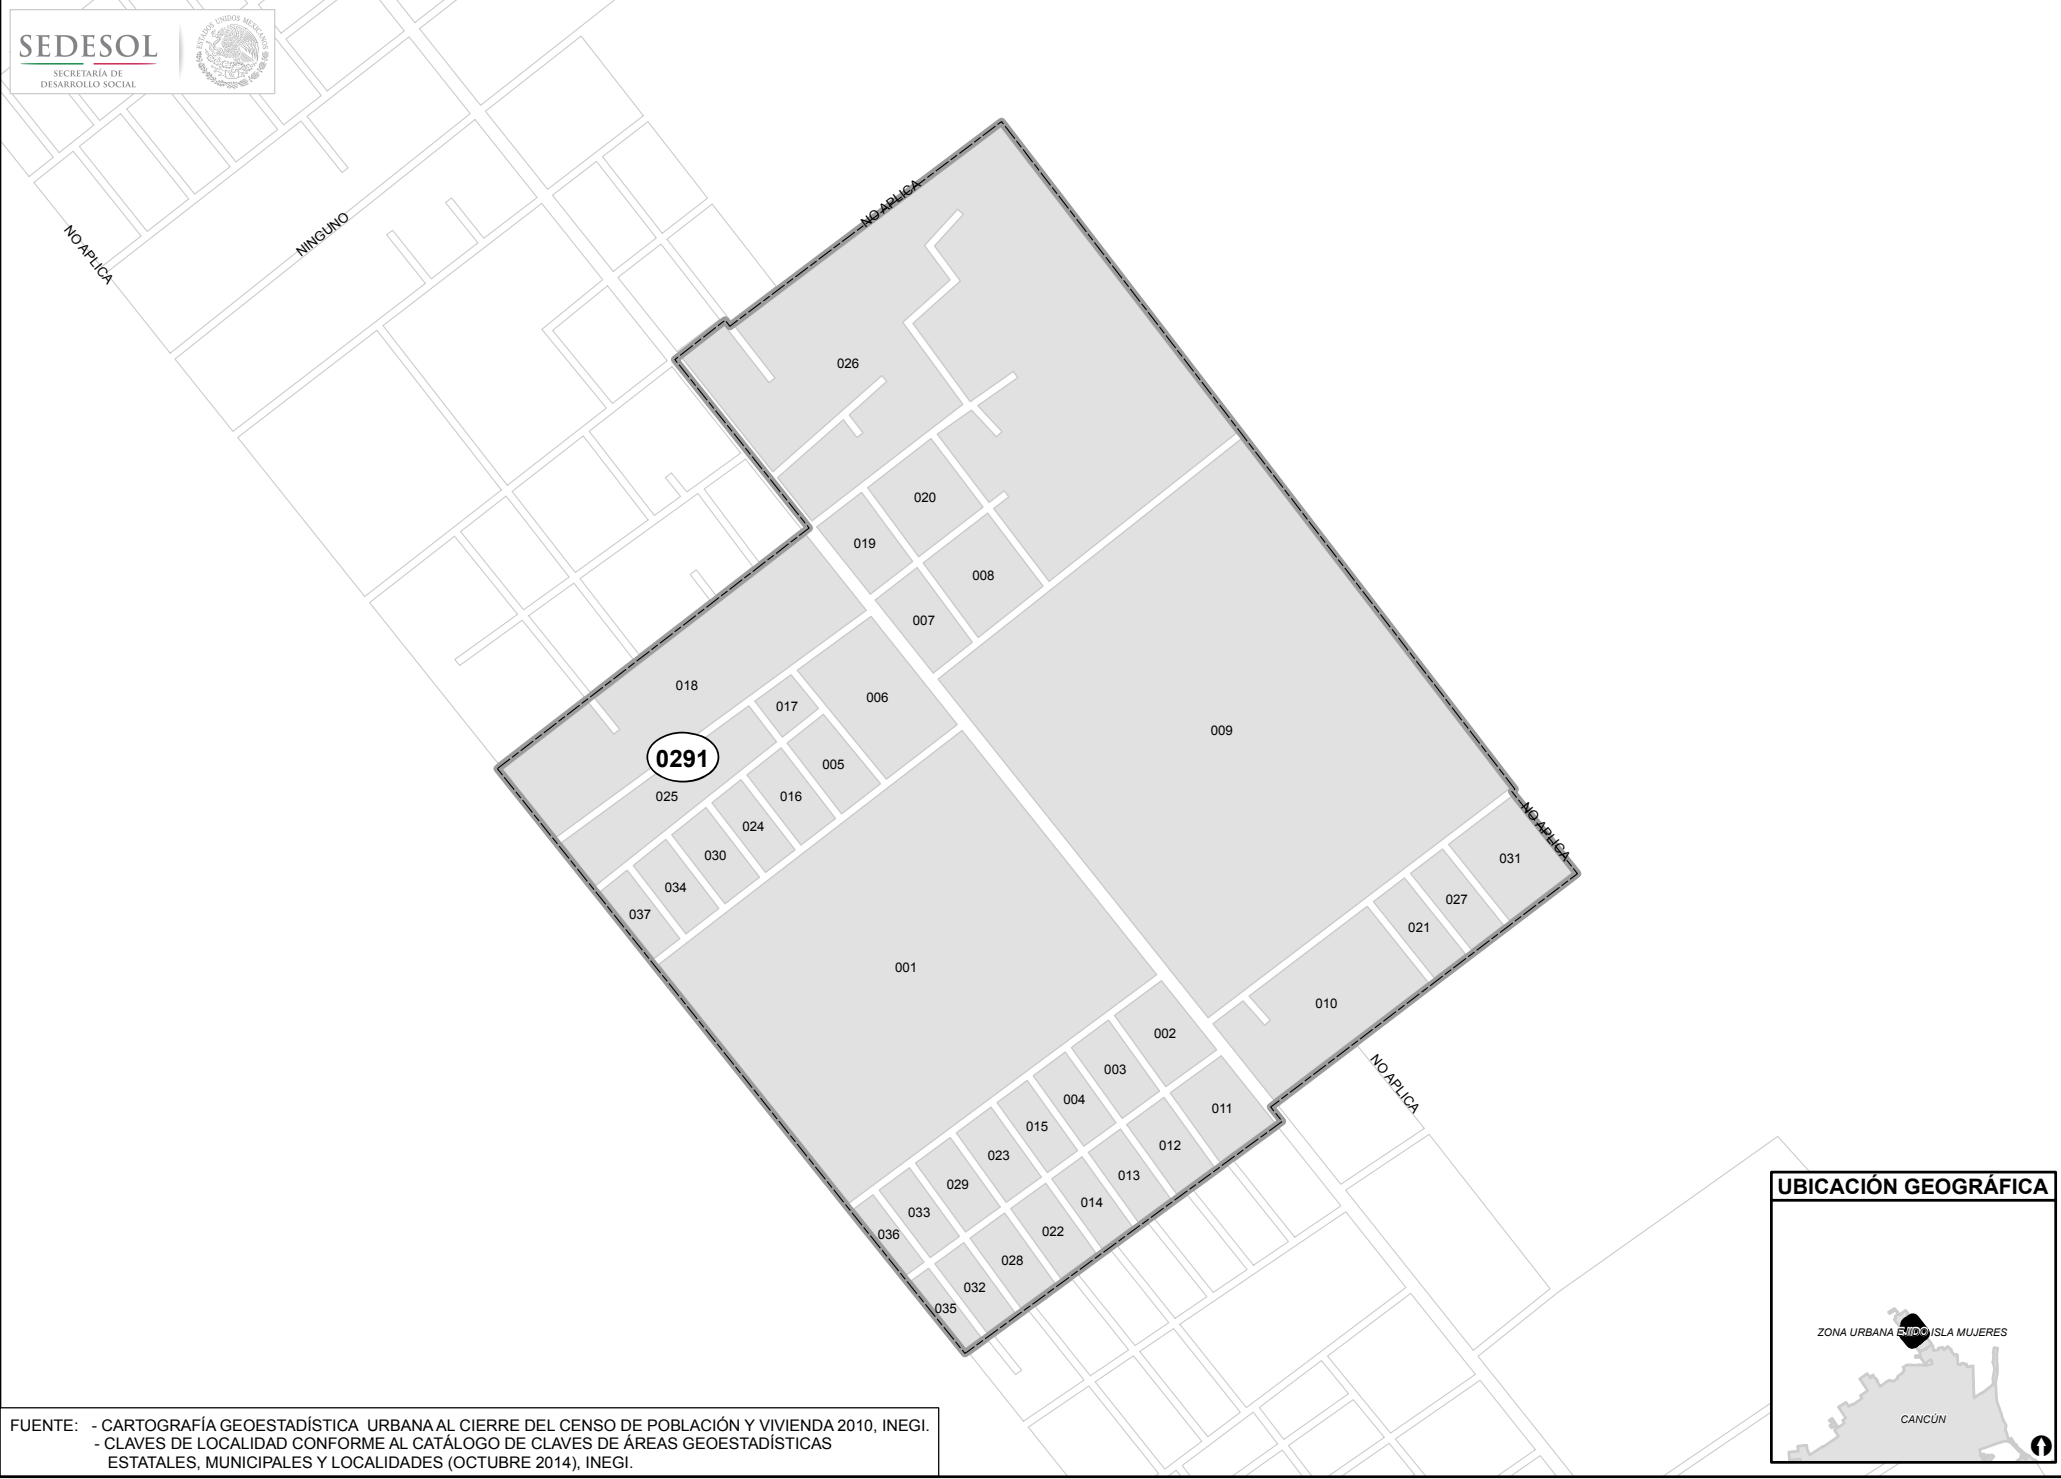 SEDESOL
SECRETARÍA DE
DESARROLLO SOCIAL
ESTADOS UNIDOS MEXICANOS
NO APLICA
NINGUNO
NO APLICA
026
020
019
008
007
018
006
017
009
0291
005
025
016
024
030
031
034
027
037
021
NO APLICA
001
010
002
003
004
NO APLICA
011
015
012
023
013
029
014
033
022
036
028
032
035
UBICACIÓN GEOGRÁFICA
ZONA URBANA EJIDO ISLA MUJERES
CANCÚN
FUENTE: - CARTOGRAFÍA GEOESTADÍSTICA URBANA AL CIERRE DEL CENSO DE POBLACIÓN Y VIVIENDA 2010, INEGI.
- CLAVES DE LOCALIDAD CONFORME AL CATÁLOGO DE CLAVES DE ÁREAS GEOESTADÍSTICAS
ESTATALES, MUNICIPALES Y LOCALIDADES (OCTUBRE 2014), INEGI.